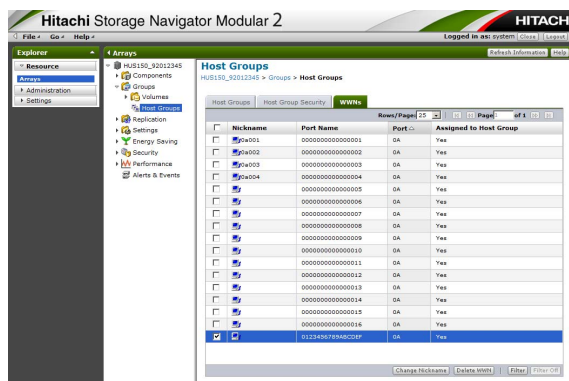 Hitachi Storage Navigator Modular 2
HITACHI
File Go Help
Logged in as: system Close Logout
Explorer
Arrays
Refresh Information Help
Resource
Arrays
Administration
Settings
HUS150_92012345
Components
Groups
Volumes
Host Groups
Replication
Settings
Energy Saving
Security
Performance
Alerts & Events
Host Groups
HUS150_92012345 > Groups > Host Groups
Host Groups Host Group Security WWNs
Rows/Page: 25 Page 1 of 1
Nickname Port Name Port Assigned to Host Group
0a001 0000000000000001 0A Yes
0a002 0000000000000002 0A Yes
0a003 0000000000000003 0A Yes
0a004 0000000000000004 0A Yes
0000000000000005 0A Yes
0000000000000006 0A Yes
0000000000000007 0A Yes
0000000000000008 0A Yes
0000000000000009 0A Yes
0000000000000010 0A Yes
0000000000000011 0A Yes
0000000000000012 0A Yes
0000000000000013 0A Yes
0000000000000014 0A Yes
0000000000000015 0A Yes
0000000000000016 0A Yes
0123456789ABCDEF 0A Yes
Change Nickname Delete WWN Filter Filter Off